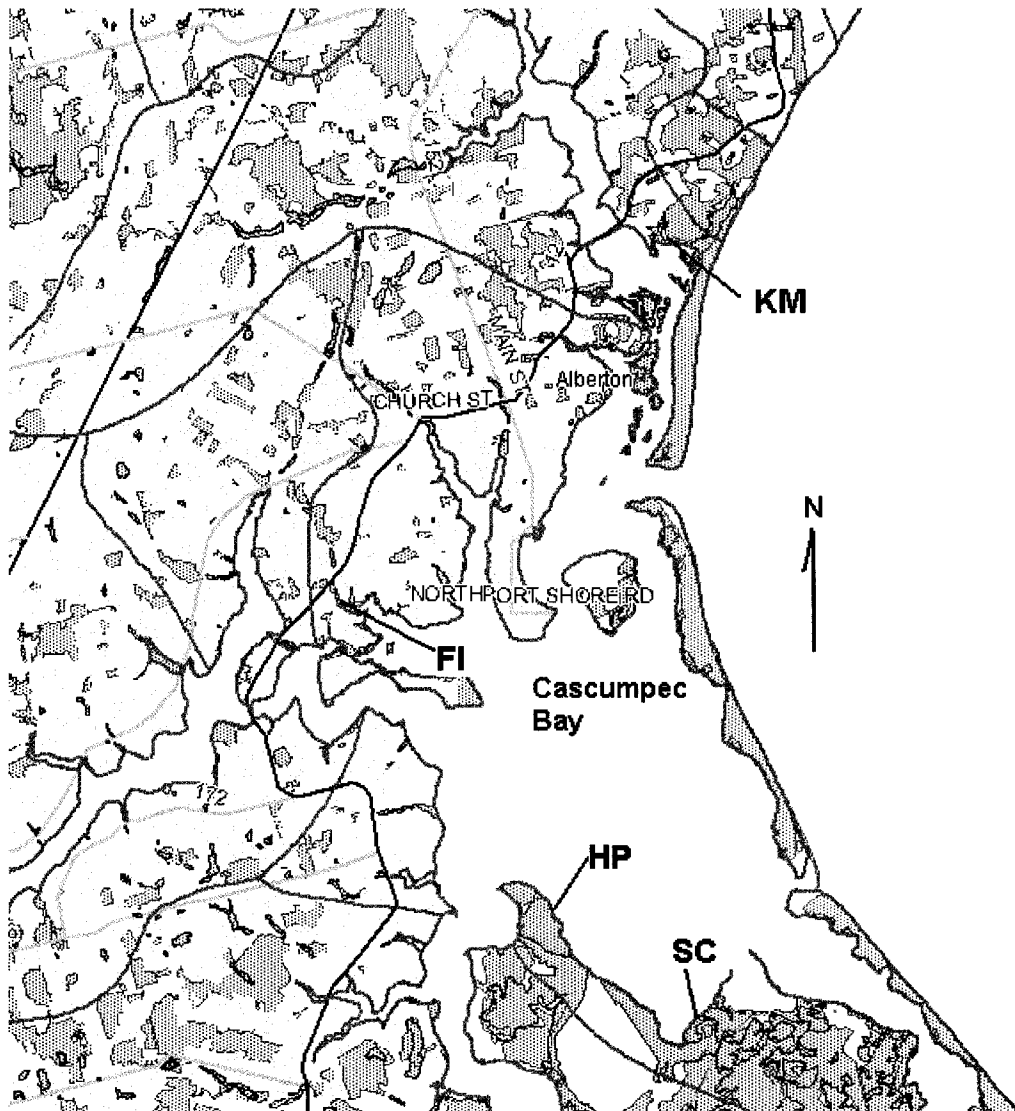 KM
MAIN ST
Alberton
CHURCH ST
N
NORTHPORT SHORE RD
FI
Cascumpec
Bay
172
HP
SC